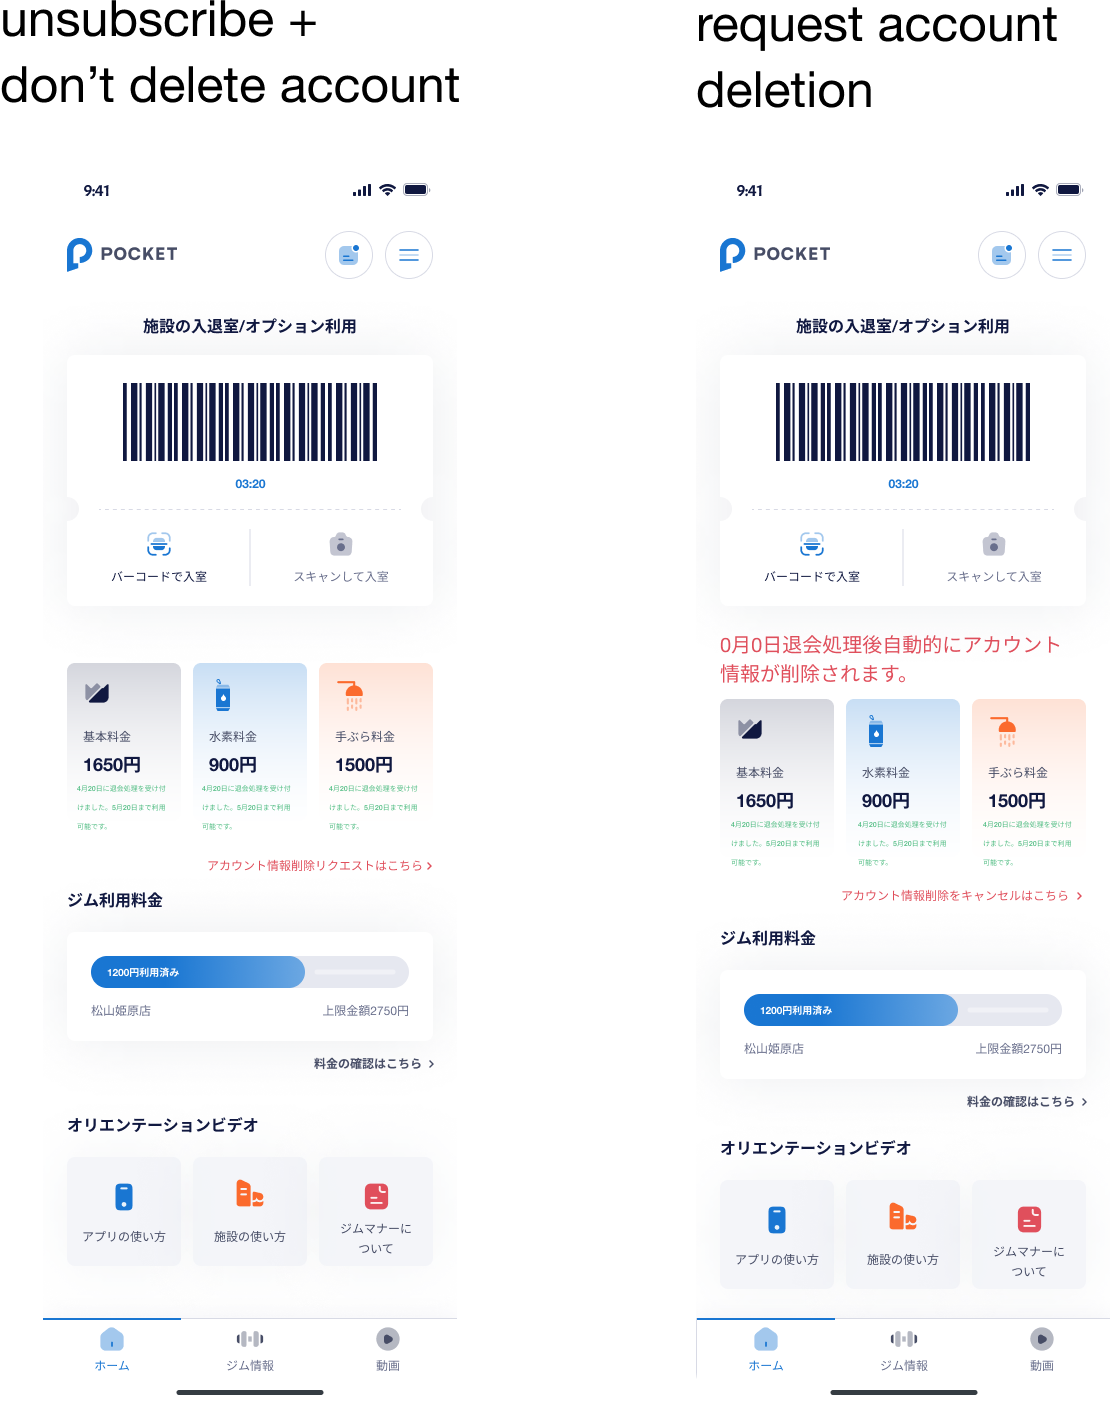 unsubscribe +
don't delete account
9:41
POCKET
施設の入退室/オプション利用
03:20
バーコードで入室
スキャンして入室
基本料金
1650円
4月20日に退会処理を受け付
けました。5月20日まで利用
可能です。
水素料金
900円
4月20日に退会処理を受け付
けました。5月20日まで利用
可能です。
手ぶら料金
1500円
4月20日に退会処理を受け付
けました。5月20日まで利用
可能です。
アカウント情報削除リクエストはこちら
ジム利用料金
1200円利用済み
松山姫原店
上限金額2750円
料金の確認はこちら
オリエンテーションビデオ
アプリの使い方
施設の使い方
ジムマナーに
ついて
ホーム
ジム情報
動画
request account
deletion
9:41
POCKET
施設の入退室/オプション利用
03:20
バーコードで入室
スキャンして入室
0月0日退会処理後自動的にアカウント
情報が削除されます。
基本料金
1650円
4月20日に退会処理を受け付
けました。5月20日まで利用
可能です。
水素料金
900円
4月20日に退会処理を受け付
けました。5月20日まで利用
可能です。
手ぶら料金
1500円
4月20日に退会処理を受け付
けました。5月20日まで利用
可能です。
アカウント情報削除をキャンセルはこちら
ジム利用料金
1200円利用済み
松山姫原店
上限金額2750円
料金の確認はこちら
オリエンテーションビデオ
アプリの使い方
施設の使い方
ジムマナーに
ついて
ホーム
ジム情報
動画